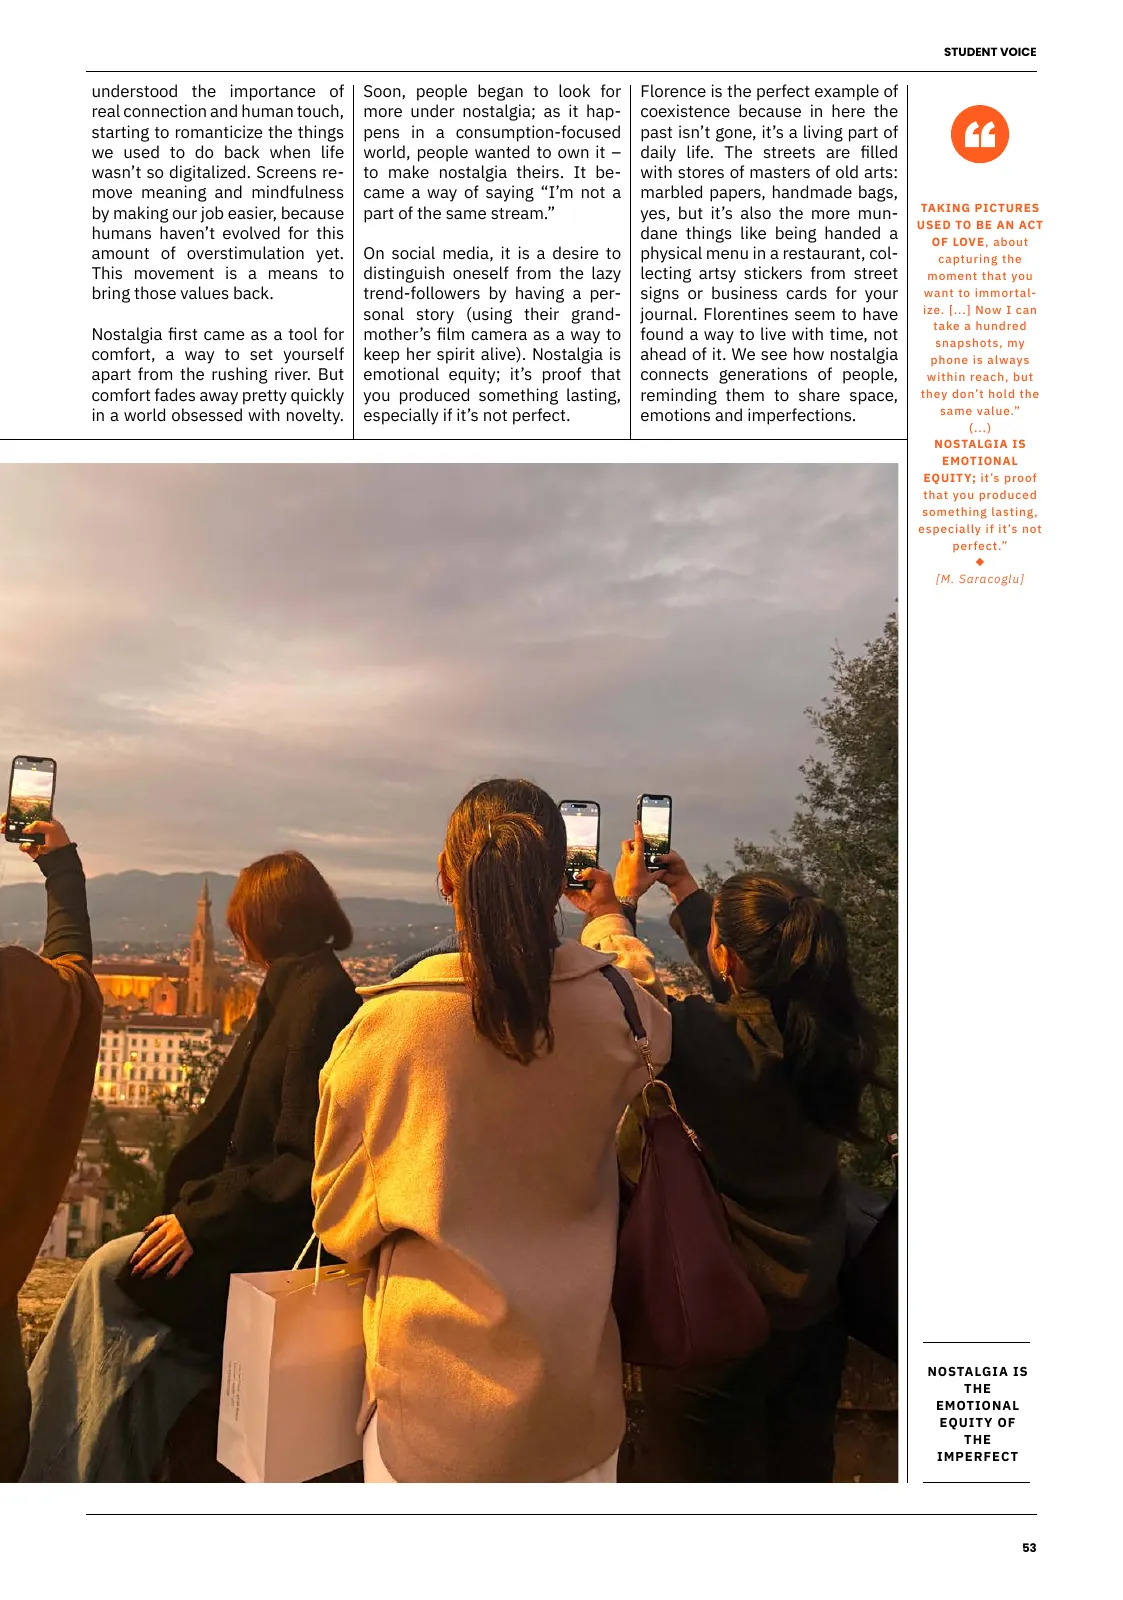 STUDENT VOICE
understood the importance of
real connection and human touch,
starting to romanticize the things
we used to do back when life
wasn’t so digitalized. Screens re-
move meaning and mindfulness
by making our job easier, because
humans haven’t evolved for this
amount of overstimulation yet.
This movement is a means to
bring those values back.
Nostalgia first came as a tool for
comfort, a way to set yourself
apart from the rushing river. But
comfort fades away pretty quickly
in a world obsessed with novelty.
Soon, people began to look for
more under nostalgia; as it hap-
pens in a consumption-focused
world, people wanted to own it –
to make nostalgia theirs. It be-
came a way of saying “I’m not a
part of the same stream.”
On social media, it is a desire to
distinguish oneself from the lazy
trend-followers by having a per-
sonal story (using their grand-
mother’s film camera as a way to
keep her spirit alive). Nostalgia is
emotional equity; it’s proof that
you produced something lasting,
especially if it’s not perfect.
Florence is the perfect example of
coexistence because in here the
past isn’t gone, it’s a living part of
daily life. The streets are filled
with stores of masters of old arts:
marbled papers, handmade bags,
yes, but it’s also the more mun-
dane things like being handed a
physical menu in a restaurant, col-
lecting artsy stickers from street
signs or business cards for your
journal. Florentines seem to have
found a way to live with time, not
ahead of it. We see how nostalgia
connects generations of people,
reminding them to share space,
emotions and imperfections.
TAKING PICTURES
USED TO BE AN ACT
OF LOVE, about
capturing the
moment that you
want to immortal-
ize. [...] Now I can
take a hundred
snapshots, my
phone is always
within reach, but
they don’t hold the
same value.”
(...)
NOSTALGIA IS
EMOTIONAL
EQUITY; it’s proof
that you produced
something lasting,
especially if it’s not
perfect.”
[M. Saracoglu]
NOSTALGIA IS
THE
EMOTIONAL
EQUITY OF
THE
IMPERFECT
53